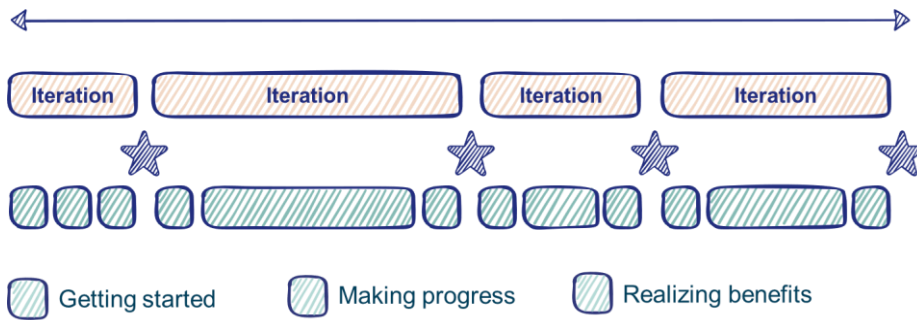 Iteration Iteration Iteration Iteration
Getting started Making progress Realizing benefits